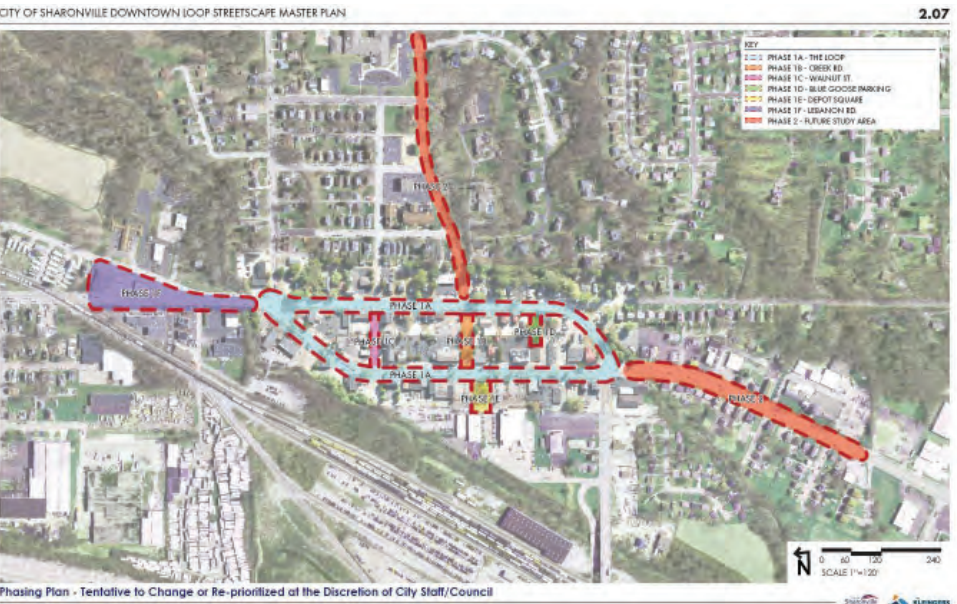 CITY OF SHARONVILLE DOWNTOWN LOOP STREETSCAPE MASTER PLAN
2.07
KEY
PHASE 1A - THE LOOP
PHASE 1B - CREEK RD.
PHASE 1C - WALNUT ST.
PHASE 1D - BLUE GOOSE PARKING
PHASE 1E - DEPOT SQUARE
PHASE 1F - LEBANON RD.
PHASE 2 - FUTURE STUDY AREA
PHASE 2
PHASE 1F
PHASE 1A
PHASE 1C
PHASE 1B
PHASE 1D
PHASE 1A
PHASE 1E
PHASE 2
N
0 60 120 240
SCALE 1"=120'
Phasing Plan - Tentative to Change or Re-prioritized at the Discretion of City Staff/Council